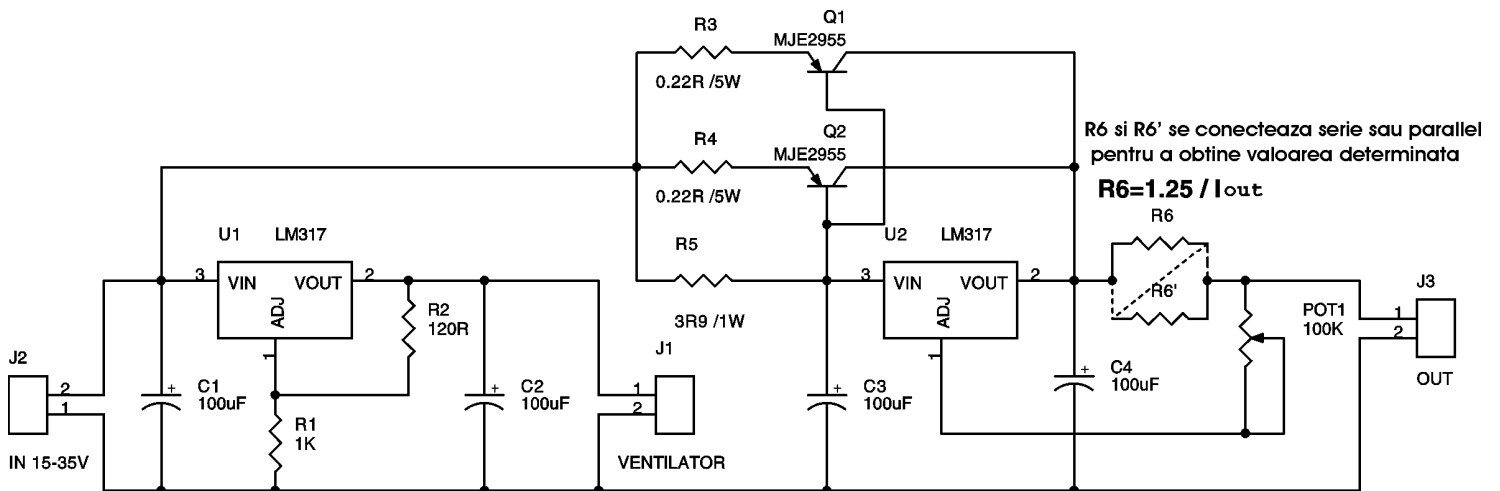 Q1
R3
MJE2955
0.22R /5W
Q2
R4
MJE2955
0.22R /5W
R6 si R6' se conecteaza serie sau parallel
pentru a obtine valoarea determinata
R6=1.25 / Iout
R6
R6'
U1 LM317
3 VIN VOUT 2
ADJ
1
R2
120R
R5
3R9 /1W
U2 LM317
3 VIN VOUT 2
ADJ
1
POT1
100K
J3
1
2
OUT
J2
2
1
IN 15-35V
+
C1
100uF
R1
1K
+
C2
100uF
J1
1
2
VENTILATOR
+
C3
100uF
+
C4
100uF